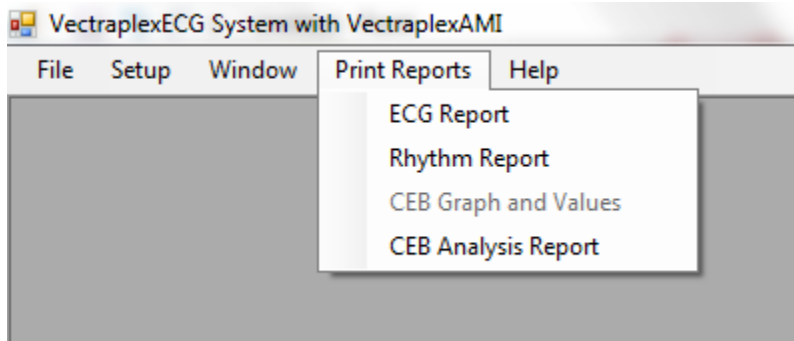 VectraplexECG System with VectraplexAMI
File Setup Window Print Reports Help
ECG Report
Rhythm Report
CEB Graph and Values
CEB Analysis Report